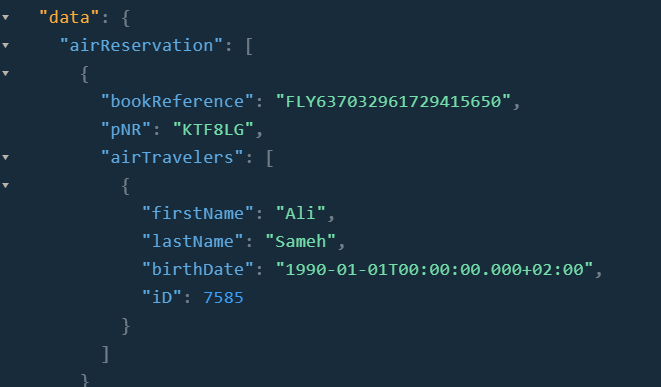 "data": {
"airReservation": [
{
"bookReference": "FLY637032961729415650",
"pNR": "KTF8LG",
"airTravelers": [
{
"firstName": "Ali",
"lastName": "Sameh",
"birthDate": "1990-01-01T00:00:00.000+02:00",
"iD": 7585
}
]
}